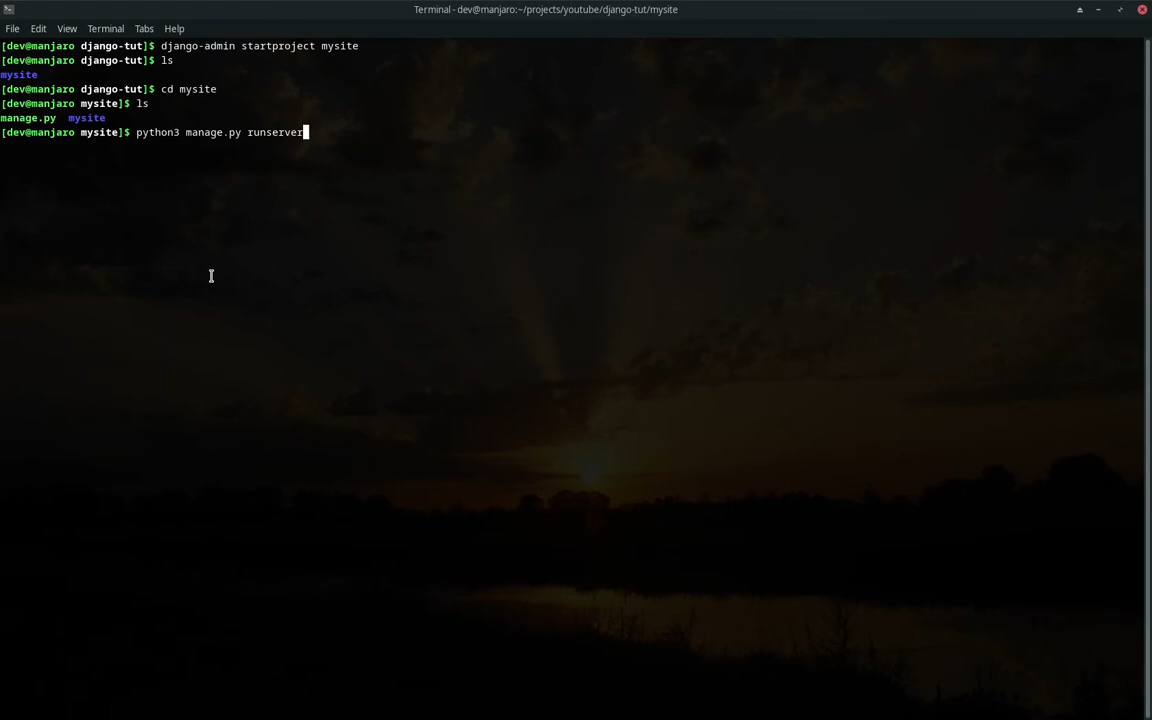 Terminal - dev@manjaro:~/projects/youtube/django-tut/mysite
File Edit View Terminal Tabs Help
[dev@manjaro django-tut]$ django-admin startproject mysite
[dev@manjaro django-tut]$ ls
mysite
[dev@manjaro django-tut]$ cd mysite
[dev@manjaro mysite]$ ls
manage.py  mysite
[dev@manjaro mysite]$ python3 manage.py runserver